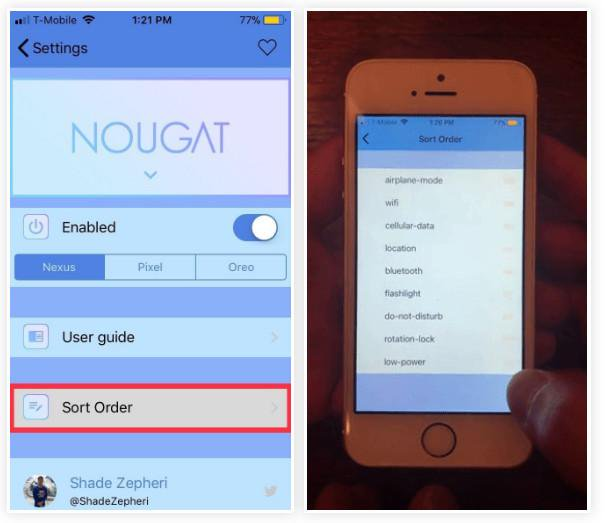 T-Mobile 1:21 PM 77%
Settings
NOUGAT
Enabled
Nexus Pixel Oreo
User guide
Sort Order
Shade Zepheri
@ShadeZepheri
T-Mobile 1:26 PM 77%
Sort Order
airplane-mode
wifi
cellular-data
location
bluetooth
flashlight
do-not-disturb
rotation-lock
low-power